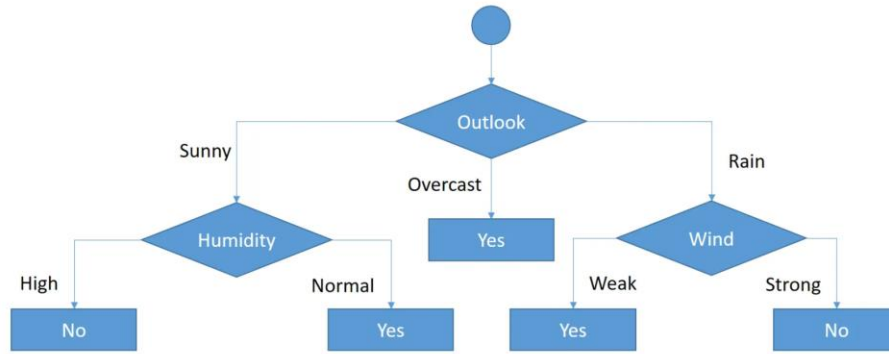 Outlook
Sunny
Overcast
Rain
Humidity
Yes
Wind
High
Normal
Weak
Strong
No
Yes
Yes
No